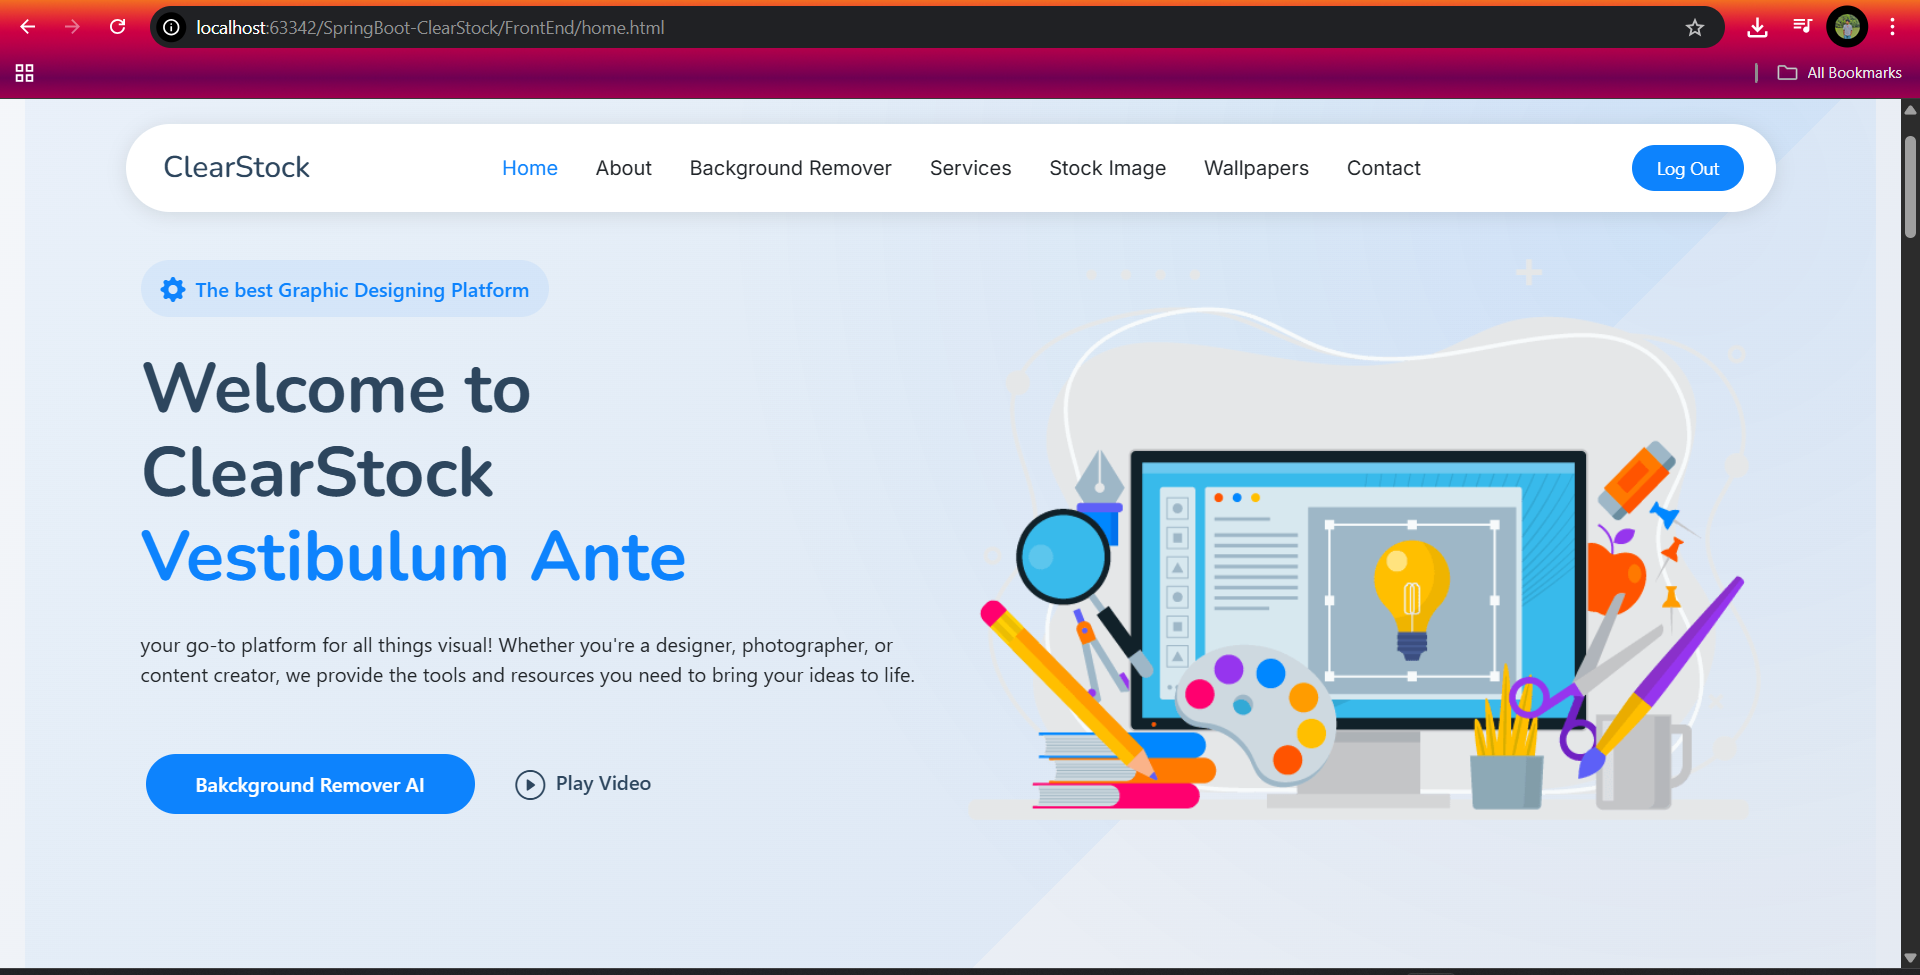 localhost:63342/SpringBoot-ClearStock/FrontEnd/home.html
All Bookmarks
ClearStock
Home
About
Background Remover
Services
Stock Image
Wallpapers
Contact
Log Out
The best Graphic Designing Platform
Welcome to
ClearStock
Vestibulum Ante
your go-to platform for all things visual! Whether you're a designer, photographer, or
content creator, we provide the tools and resources you need to bring your ideas to life.
Bakckground Remover AI
Play Video